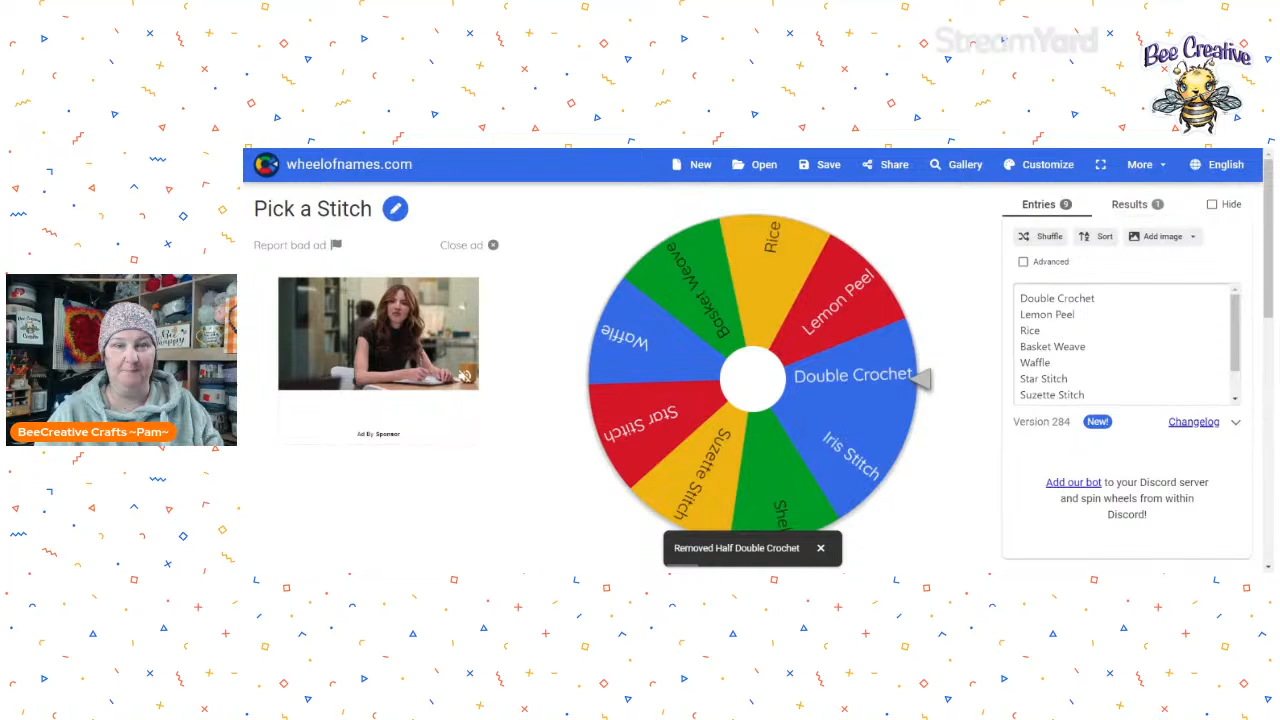 StreamYard
Bee Creative
wheelofnames.com
New
Open
Save
Share
Gallery
Customize
More
English
Pick a Stitch
Report bad ad
Close ad
Ad By Sponsor
Rice
Lemon Peel
Double Crochet
Iris Stitch
Suzette Stitch
Star Stitch
Waffle
Basket Weave
Removed Half Double Crochet
Entries 9
Results 1
Hide
Shuffle
Sort
Add image
Advanced
Double Crochet
Lemon Peel
Rice
Basket Weave
Waffle
Star Stitch
Suzette Stitch
Version 284
New!
Changelog
Add our bot to your Discord server
and spin wheels from within
Discord!
Bee
happy
BeeCreative Crafts ~Pam~